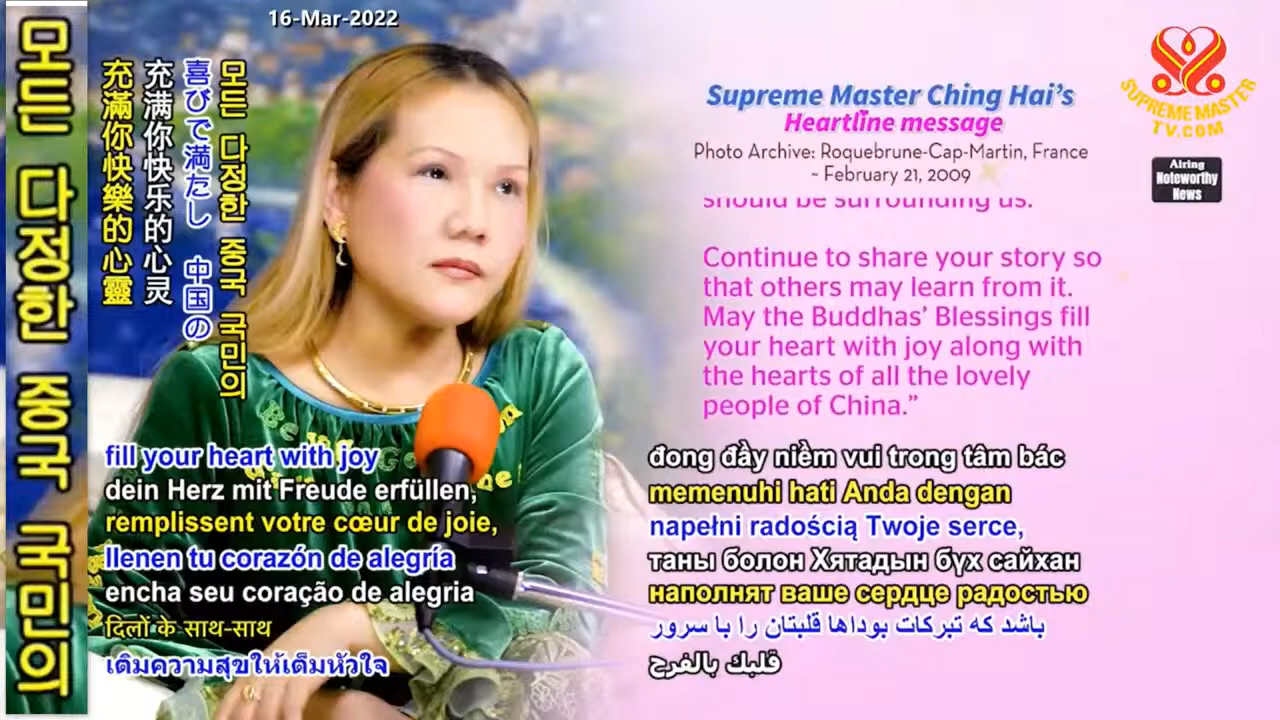 16-Mar-2022
모든 다정한 중국 국민의
充滿你快樂的心靈
充满你快乐的心灵
喜びで満たし 中国の
모든 다정한 중국 국민의
Supreme Master Ching Hai's
Heartline message
Photo Archive: Roquebrune-Cap-Martin, France
~ February 21, 2009
SUPREME MASTER
TV.COM
Airing
Noteworthy
News
should be surrounding us.
Continue to share your story so
that others may learn from it.
May the Buddhas' Blessings fill
your heart with joy along with
the hearts of all the lovely
people of China.”
fill your heart with joy
dein Herz mit Freude erfüllen,
remplissent votre cœur de joie,
llenen tu corazón de alegría
encha seu coração de alegria
दिलों के साथ-साथ
เติมความสุขให้เต็มหัวใจ
đong đầy niềm vui trong tâm bác
memenuhi hati Anda dengan
napełni radością Twoje serce,
таны болон Хятадын бүх сайхан
наполнят ваше сердце радостью
باشد که تبرکات بوداها قلبتان را با سرور
قلبك بالفرح